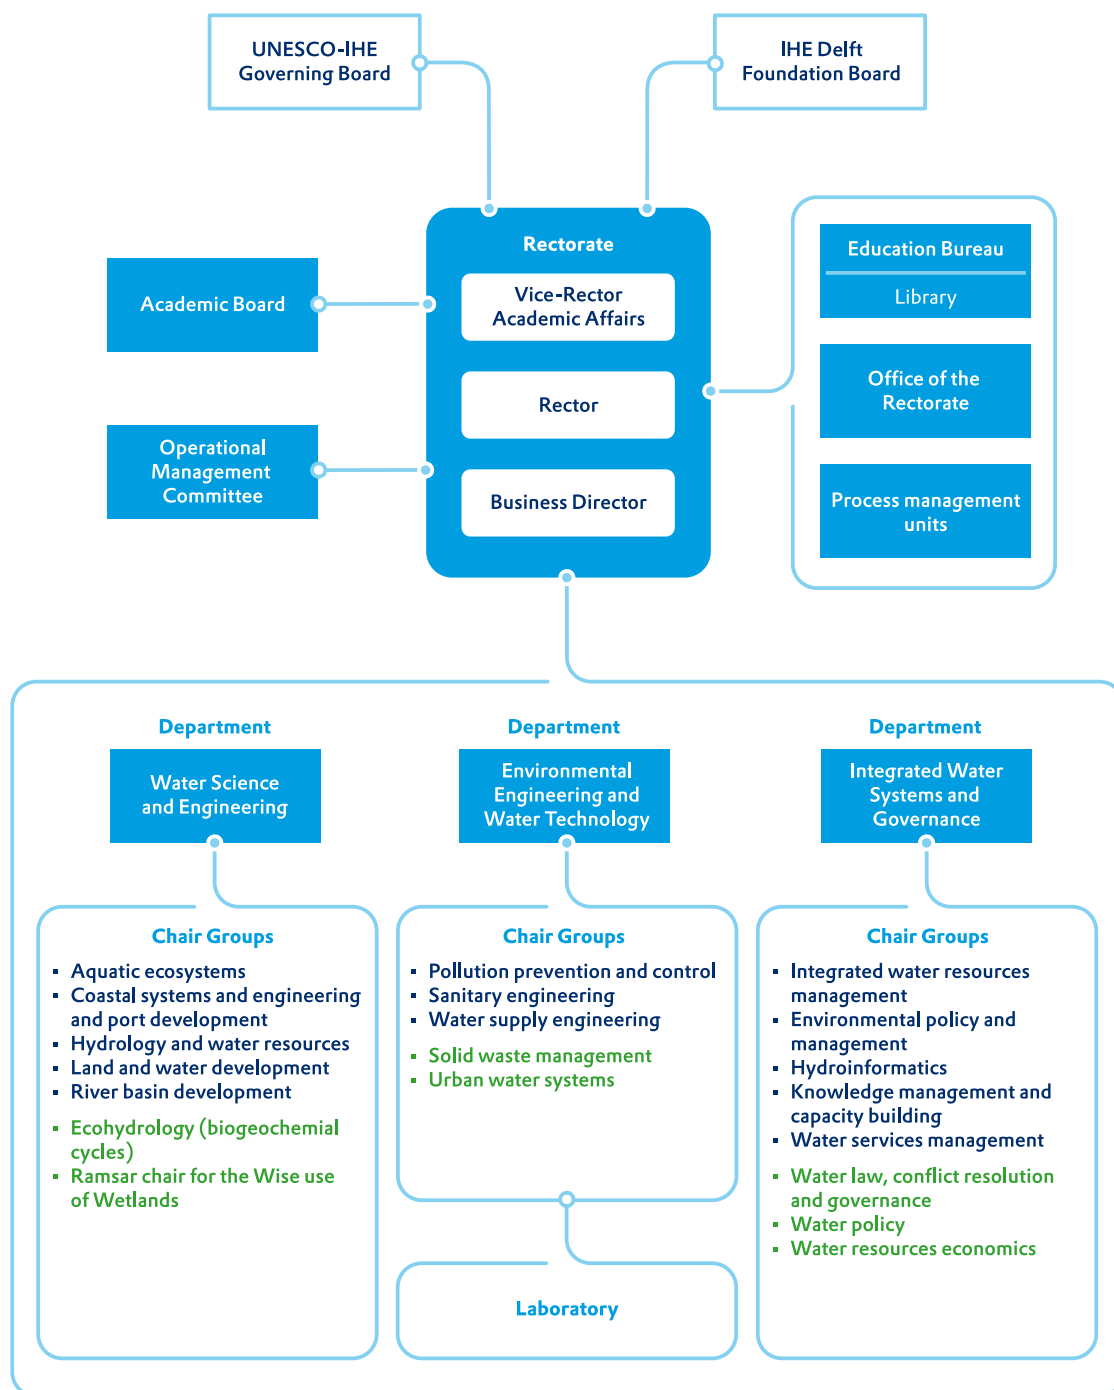 UNESCO-IHE
Governing Board
IHE Delft
Foundation Board
Rectorate
Vice-Rector
Academic Affairs
Rector
Business Director
Academic Board
Operational
Management
Committee
Education Bureau
Library
Office of the
Rectorate
Process management
units
Department
Water Science
and Engineering
Department
Environmental
Engineering and
Water Technology
Department
Integrated Water
Systems and
Governance
Chair Groups
▪ Aquatic ecosystems
▪ Coastal systems and engineering
and port development
▪ Hydrology and water resources
▪ Land and water development
▪ River basin development
▪ Ecohydrology (biogeochemial
cycles)
▪ Ramsar chair for the Wise use
of Wetlands
Chair Groups
▪ Pollution prevention and control
▪ Sanitary engineering
▪ Water supply engineering
▪ Solid waste management
▪ Urban water systems
Laboratory
Chair Groups
▪ Integrated water resources
management
▪ Environmental policy and
management
▪ Hydroinformatics
▪ Knowledge management and
capacity building
▪ Water services management
▪ Water law, conflict resolution
and governance
▪ Water policy
▪ Water resources economics